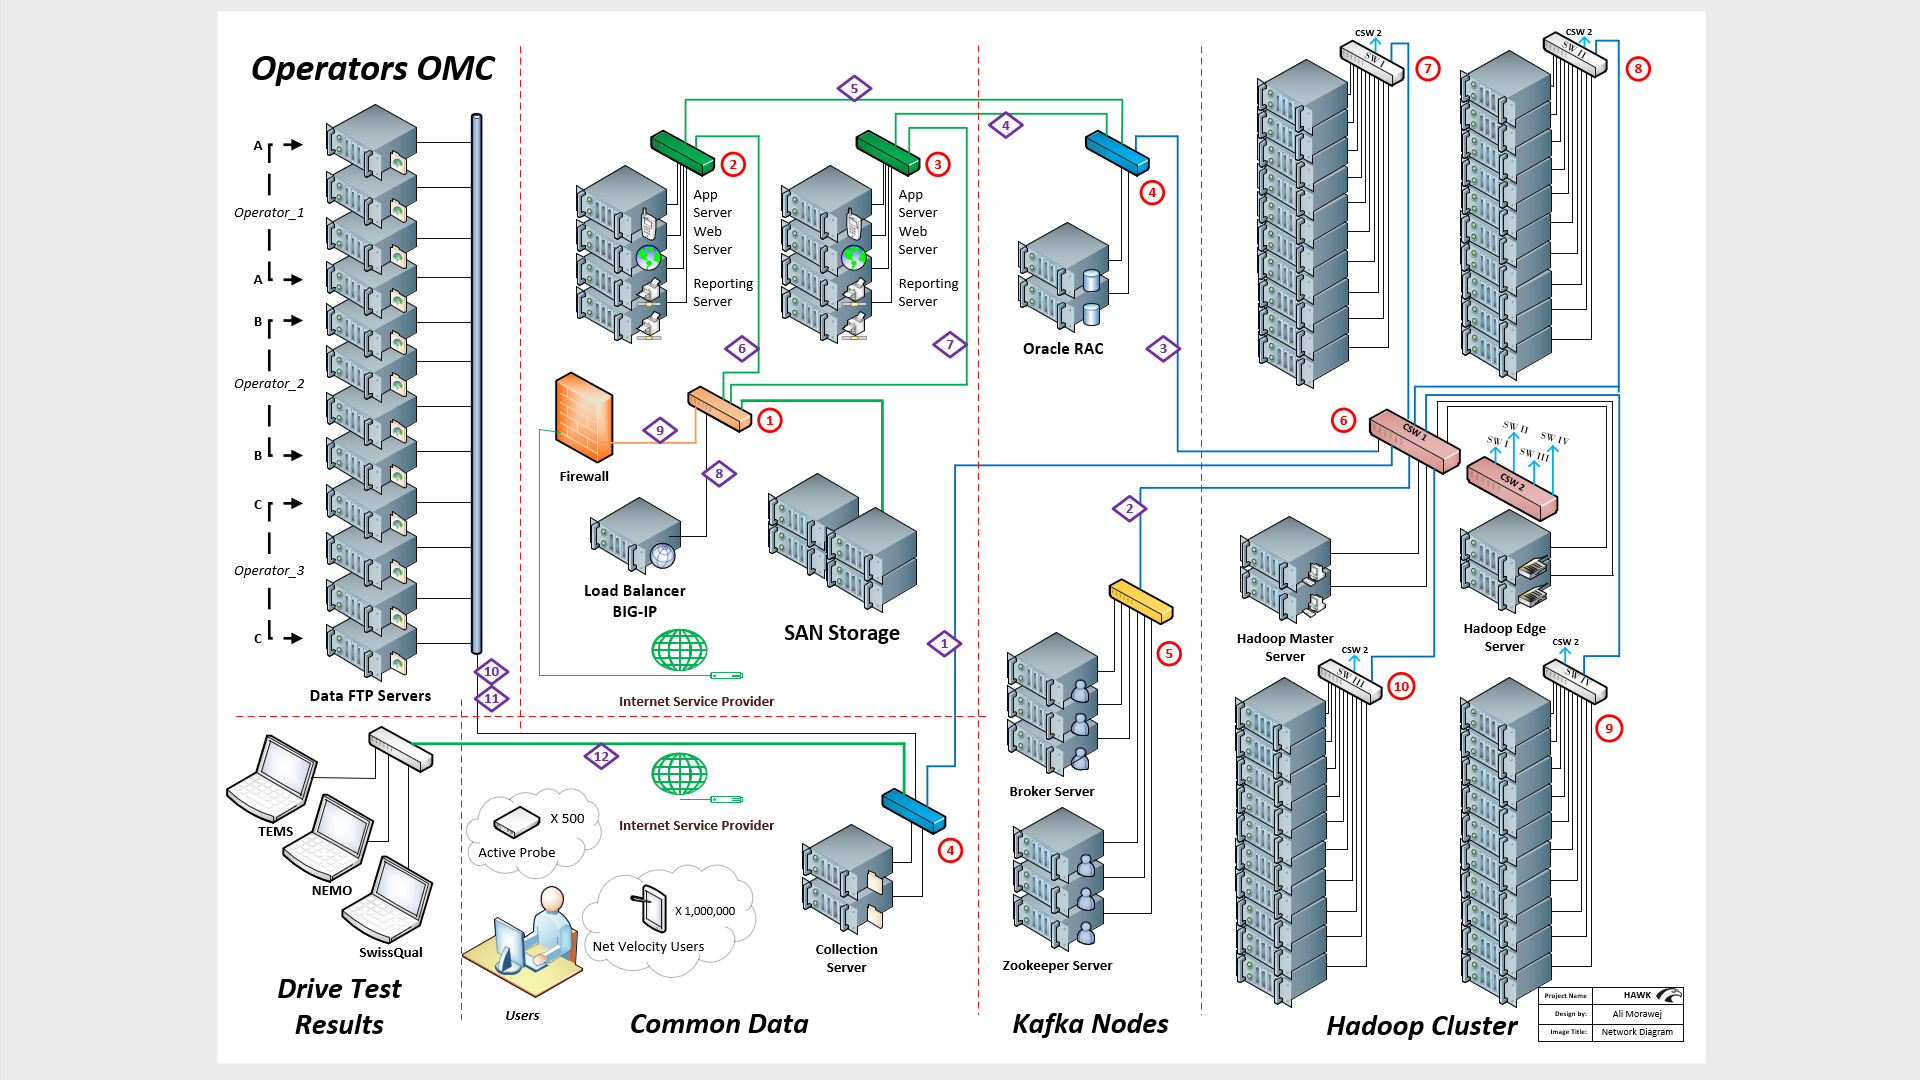 Operators OMC
A
Operator_1
A
B
Operator_2
B
C
Operator_3
C
Data FTP Servers
10
11
5
4
2
App
Server
Web
Server
Reporting
Server
3
App
Server
Web
Server
Reporting
Server
6
7
4
Oracle RAC
3
Firewall
9
1
8
Load Balancer
BIG-IP
SAN Storage
Internet Service Provider
1
2
5
Broker Server
Zookeeper Server
Kafka Nodes
CSW 2
SW I
7
CSW 2
SW II
8
6
CSW 1
SW I
SW II
SW III
SW IV
CSW 2
Hadoop Master
Server
Hadoop Edge
Server
CSW 2
SW III
10
CSW 2
SW IV
9
Hadoop Cluster
TEMS
NEMO
SwissQual
Drive Test
Results
12
Internet Service Provider
X 500
Active Probe
X 1,000,000
Net Velocity Users
Users
4
Collection
Server
Common Data
Project Name HAWK
Design by: Ali Morawej
Image Title: Network Diagram